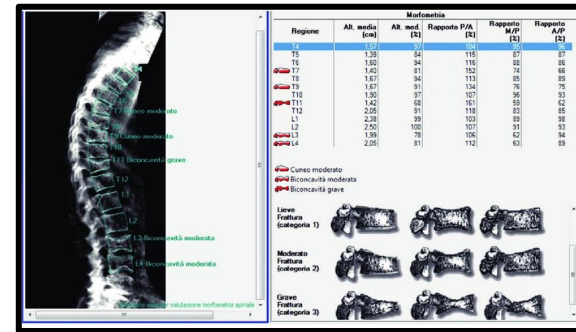 T4
T7 Cuneo moderato
T9 Cuneo moderato
T10
T11 Biconcavità grave
T12
L1
L2
L3 Biconcavità moderata
L4 Biconcavità moderata
valutazione morfometria spinale
Morfometria
Regione Alt. media (cm) Alt. med. (%) Rapporto P/A (%) Rapporto M/P (%) Rapporto A/P (%)
T4 1,57 97 104 95 96
T5 1,39 84 115 87 87
T6 1,60 94 116 88 86
T7 1,40 81 152 74 66
T8 1,67 94 113 85 89
T9 1,67 91 134 76 75
T10 1,90 97 107 96 93
T11 1,42 68 161 59 62
T12 2,05 91 118 83 85
L1 2,38 99 103 89 98
L2 2,50 100 107 91 93
L3 1,99 78 106 62 94
L4 2,05 81 112 63 89
Cuneo moderato
Biconcavità moderata
Biconcavità grave
Lieve
Frattura
(categoria 1)
Moderato
Frattura
(categoria 2)
Grave
Frattura
(categoria 3)